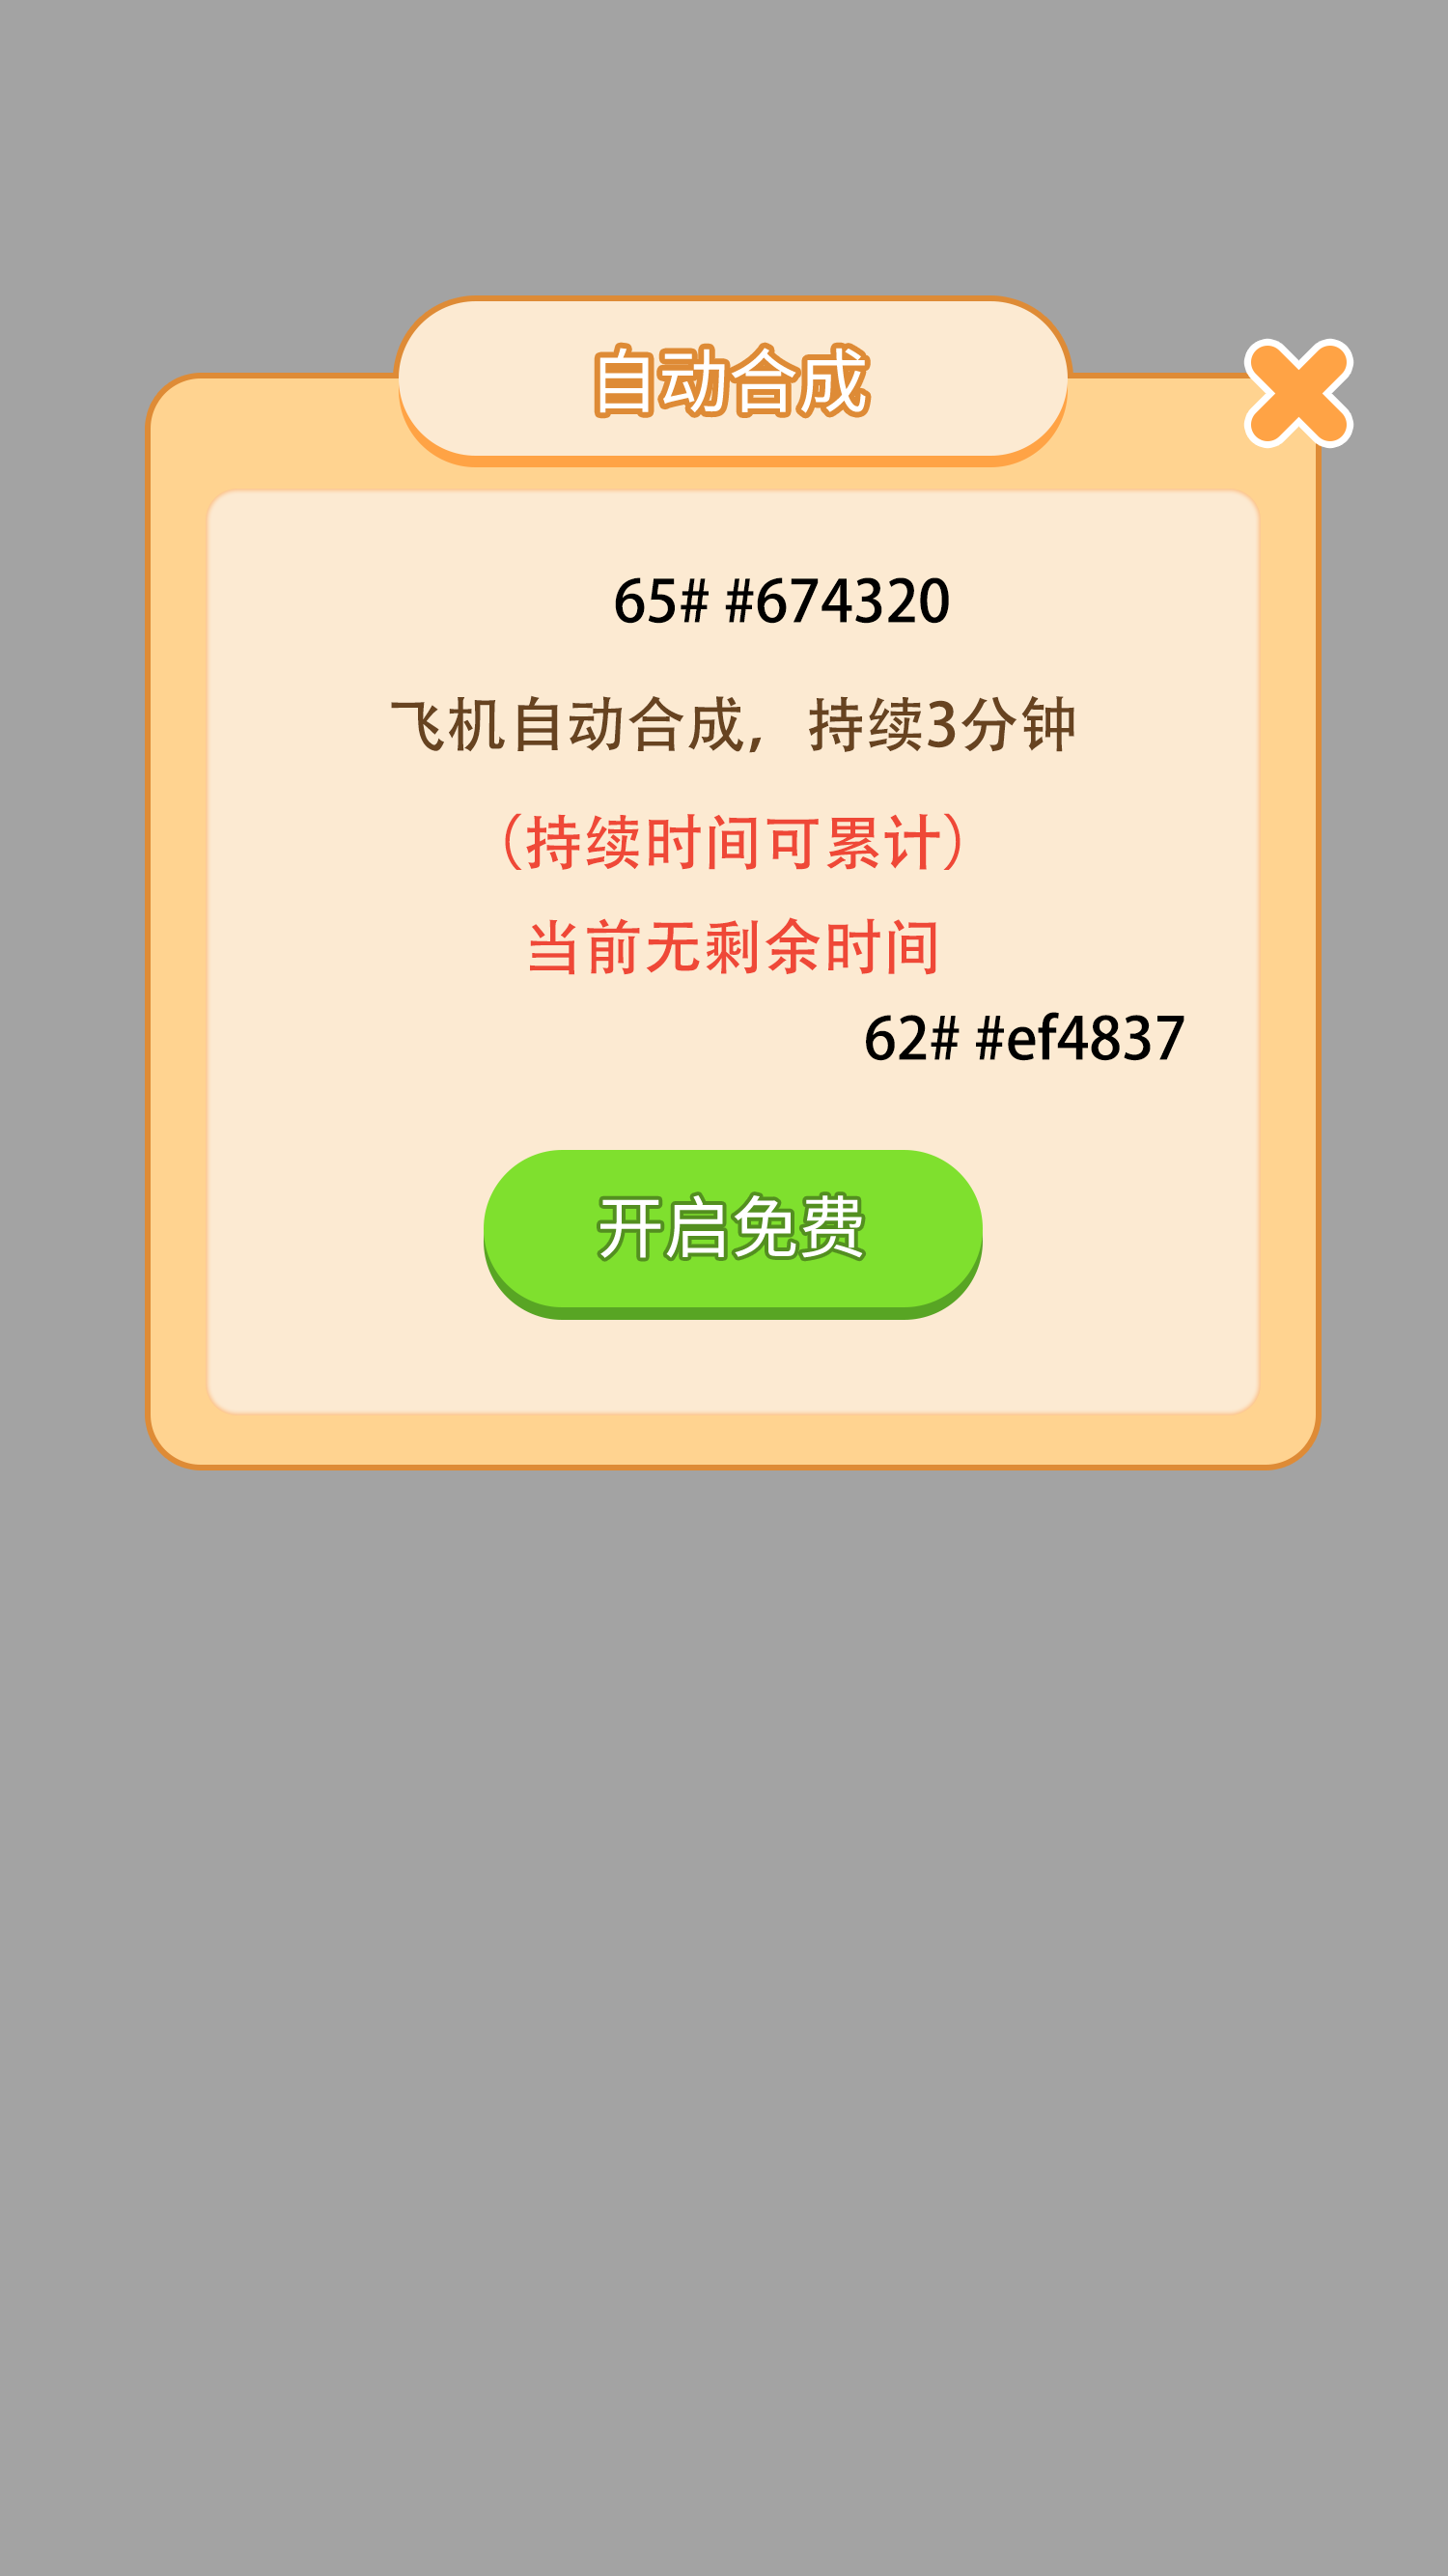 自动合成
65# #674320
飞机自动合成，持续3分钟
（持续时间可累计）
当前无剩余时间
62# #ef4837
开启免费